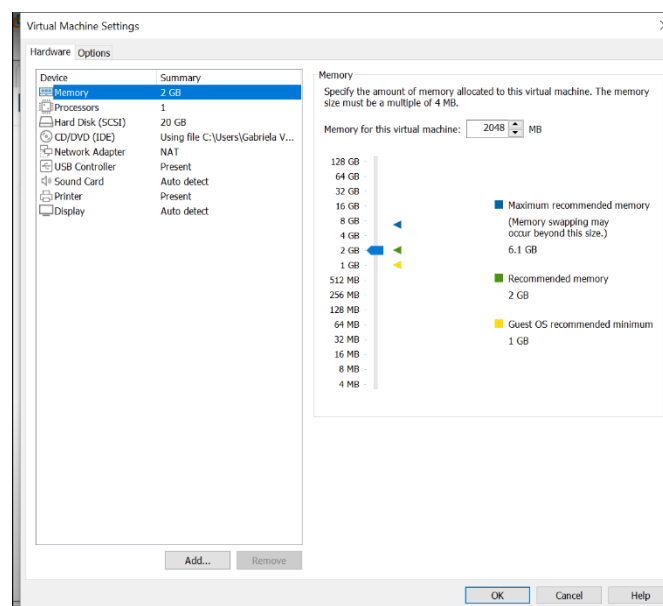 Virtual Machine Settings
Hardware Options
Device Summary
Memory 2 GB
Processors 1
Hard Disk (SCSI) 20 GB
CD/DVD (IDE) Using file C:\Users\Gabriela V...
Network Adapter NAT
USB Controller Present
Sound Card Auto detect
Printer Present
Display Auto detect
Add... Remove
Memory
Specify the amount of memory allocated to this virtual machine. The memory
size must be a multiple of 4 MB.
Memory for this virtual machine: 2048 MB
128 GB
64 GB
32 GB
16 GB
8 GB
4 GB
2 GB
1 GB
512 MB
256 MB
128 MB
64 MB
32 MB
16 MB
8 MB
4 MB
Maximum recommended memory
(Memory swapping may
occur beyond this size.)
6.1 GB
Recommended memory
2 GB
Guest OS recommended minimum
1 GB
OK Cancel Help